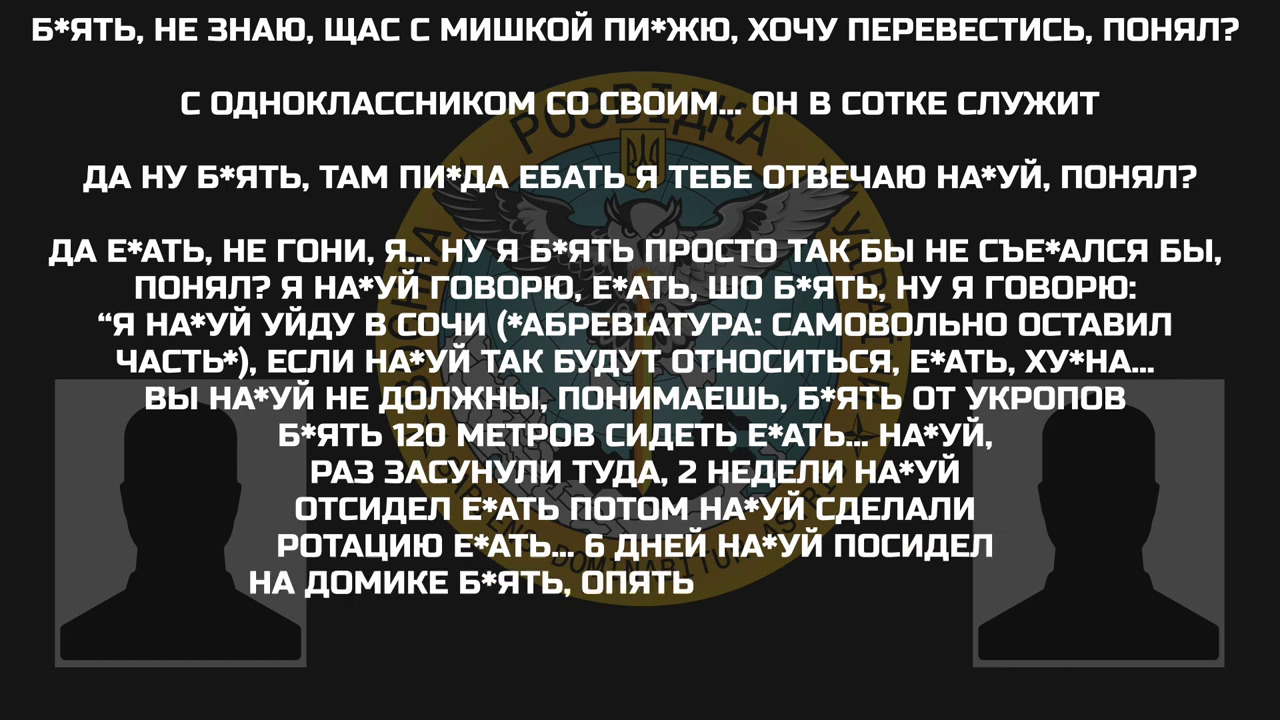 Б*ЯТЬ, НЕ ЗНАЮ, ЩАС С МИШКОЙ ПИ*ЖЮ, ХОЧУ ПЕРЕВЕСТИСЬ, ПОНЯЛ?
С ОДНОКЛАССНИКОМ СО СВОИМ... ОН В СОТКЕ СЛУЖИТ
ДА НУ Б*ЯТЬ, ТАМ ПИ*ДА ЕБАТЬ Я ТЕБЕ ОТВЕЧАЮ НА*УЙ, ПОНЯЛ?
ДА Е*АТЬ, НЕ ГОНИ, Я... НУ Я Б*ЯТЬ ПРОСТО ТАК БЫ НЕ СЪЕ*АЛСЯ БЫ,
ПОНЯЛ? Я НА*УЙ ГОВОРЮ, Е*АТЬ, ШО Б*ЯТЬ, НУ Я ГОВОРЮ:
“Я НА*УЙ УЙДУ В СОЧИ (*АБРЕВІАТУРА: САМОВОЛЬНО ОСТАВИЛ
ЧАСТЬ*), ЕСЛИ НА*УЙ ТАК БУДУТ ОТНОСИТЬСЯ, Е*АТЬ, ХУ*НА...
ВЫ НА*УЙ НЕ ДОЛЖНЫ, ПОНИМАЕШЬ, Б*ЯТЬ ОТ УКРОПОВ
Б*ЯТЬ 120 МЕТРОВ СИДЕТЬ Е*АТЬ... НА*УЙ,
РАЗ ЗАСУНУЛИ ТУДА, 2 НЕДЕЛИ НА*УЙ
ОТСИДЕЛ Е*АТЬ ПОТОМ НА*УЙ СДЕЛАЛИ
РОТАЦИЮ Е*АТЬ... 6 ДНЕЙ НА*УЙ ПОСИДЕЛ
НА ДОМИКЕ Б*ЯТЬ, ОПЯТЬ
РОЗВІДКА